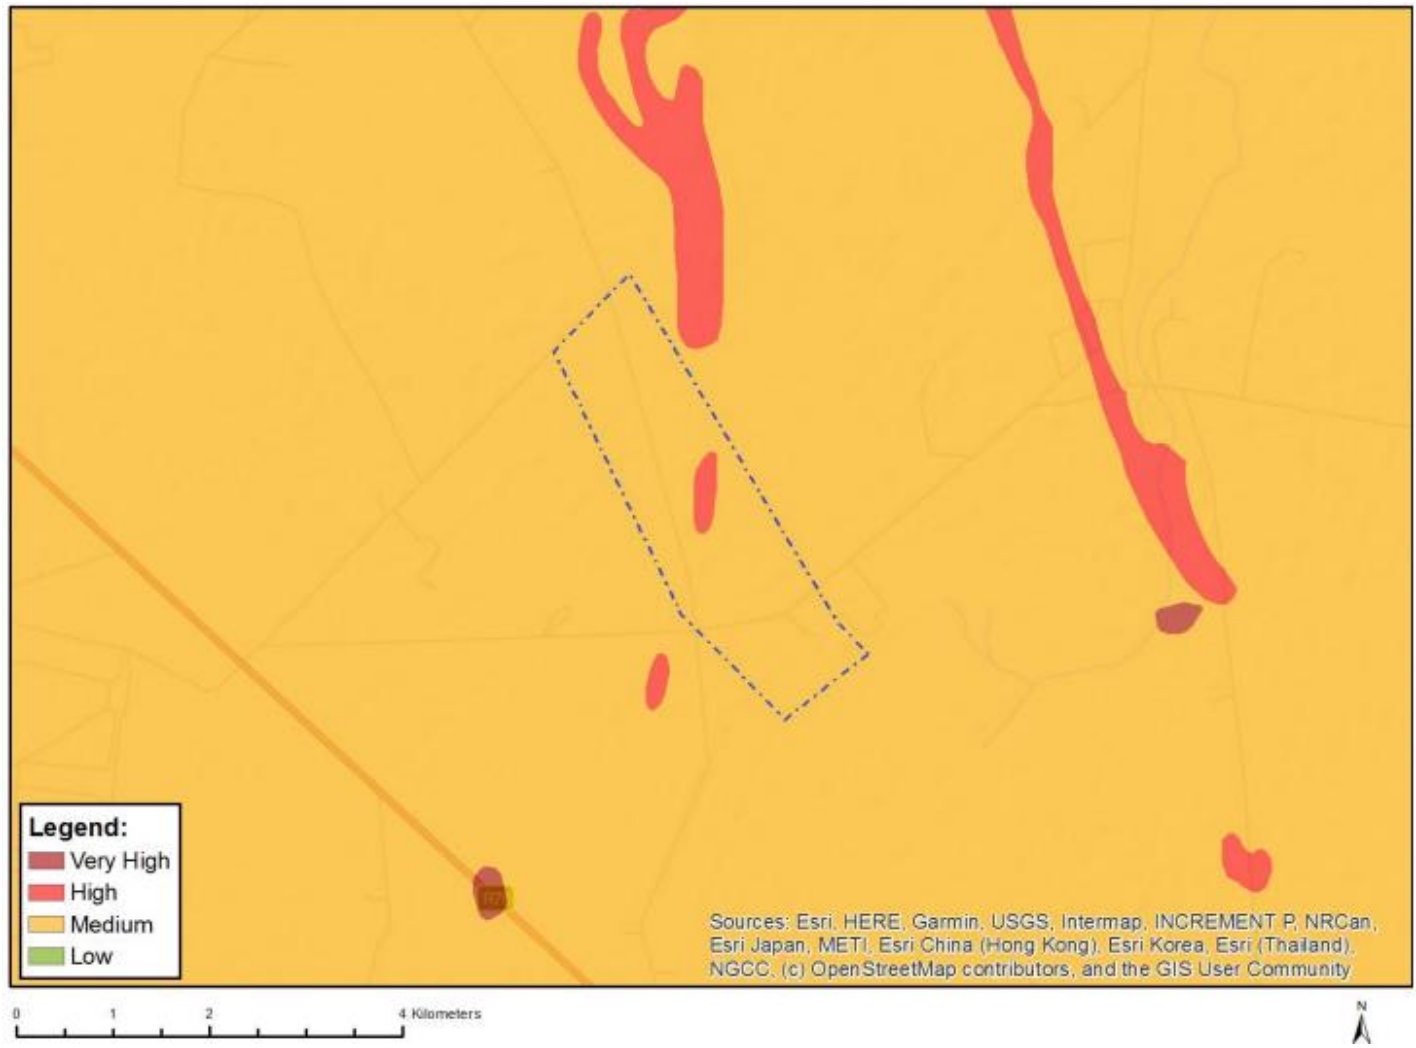 Legend:
Very High
High
Medium
Low
Sources: Esri, HERE, Garmin, USGS, Intermap, INCREMENT P, NRCan,
Esri Japan, METI, Esri China (Hong Kong), Esri Korea, Esri (Thailand),
NGCC, (c) OpenStreetMap contributors, and the GIS User Community
0 1 2 4 Kilometers
N